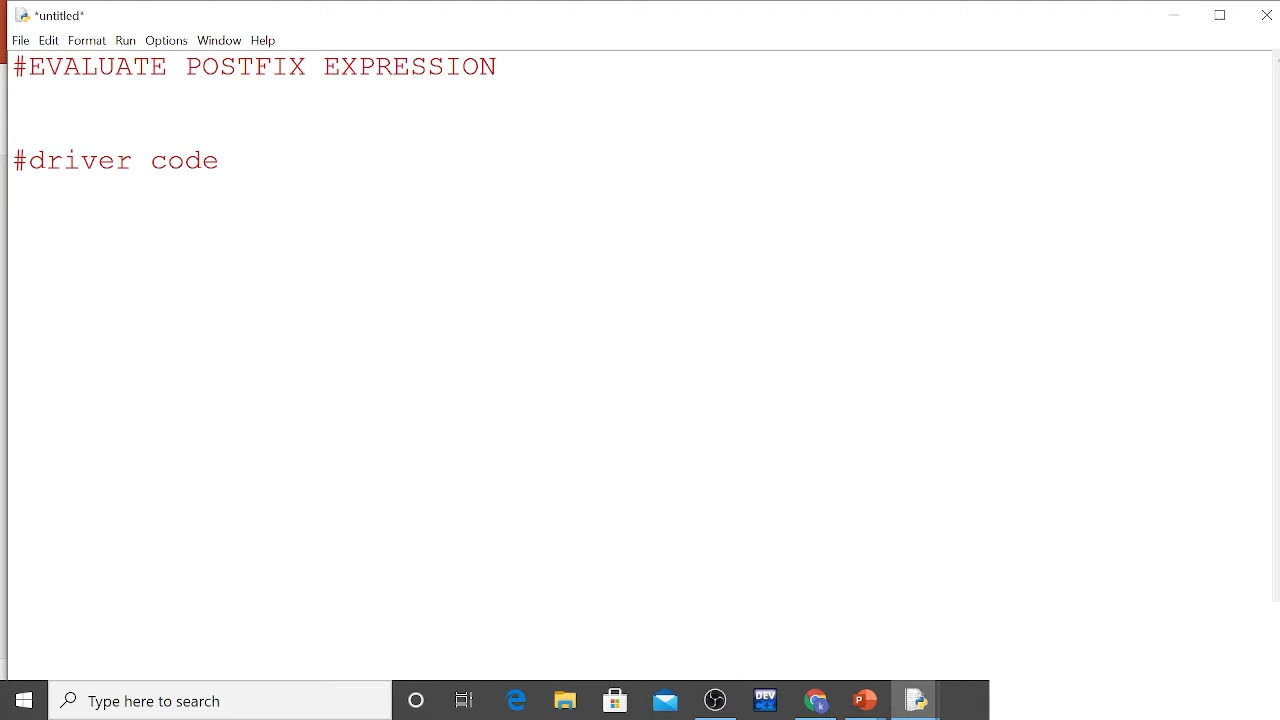 *untitled*
File Edit Format Run Options Window Help
#EVALUATE POSTFIX EXPRESSION
#driver code
DEV
k
P
Type here to search